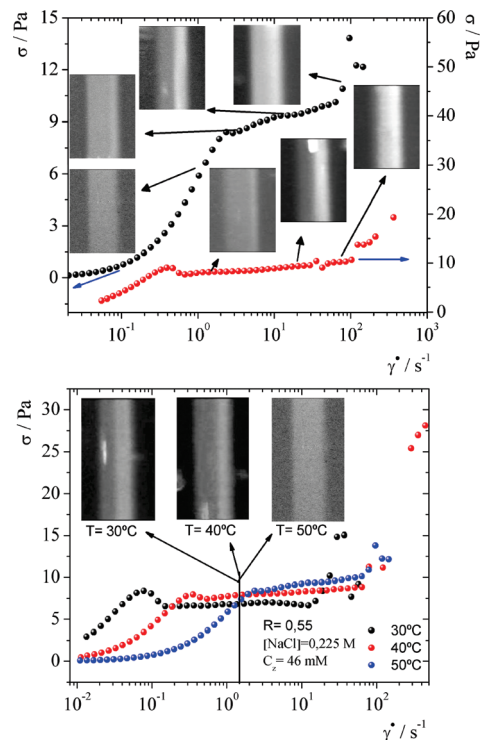 σ / Pa
σ / Pa
15
12
9
6
3
0
60
50
40
30
20
10
0
10⁻¹ 10⁰ 10¹ 10² 10³
γ• / s⁻¹
σ / Pa
30
25
20
15
10
5
0
T= 30ºC T= 40ºC T= 50ºC
R= 0,55
[NaCl]=0,225 M
C_z= 46 mM
30ºC
40ºC
50ºC
10⁻² 10⁻¹ 10⁰ 10¹ 10²
γ• / s⁻¹